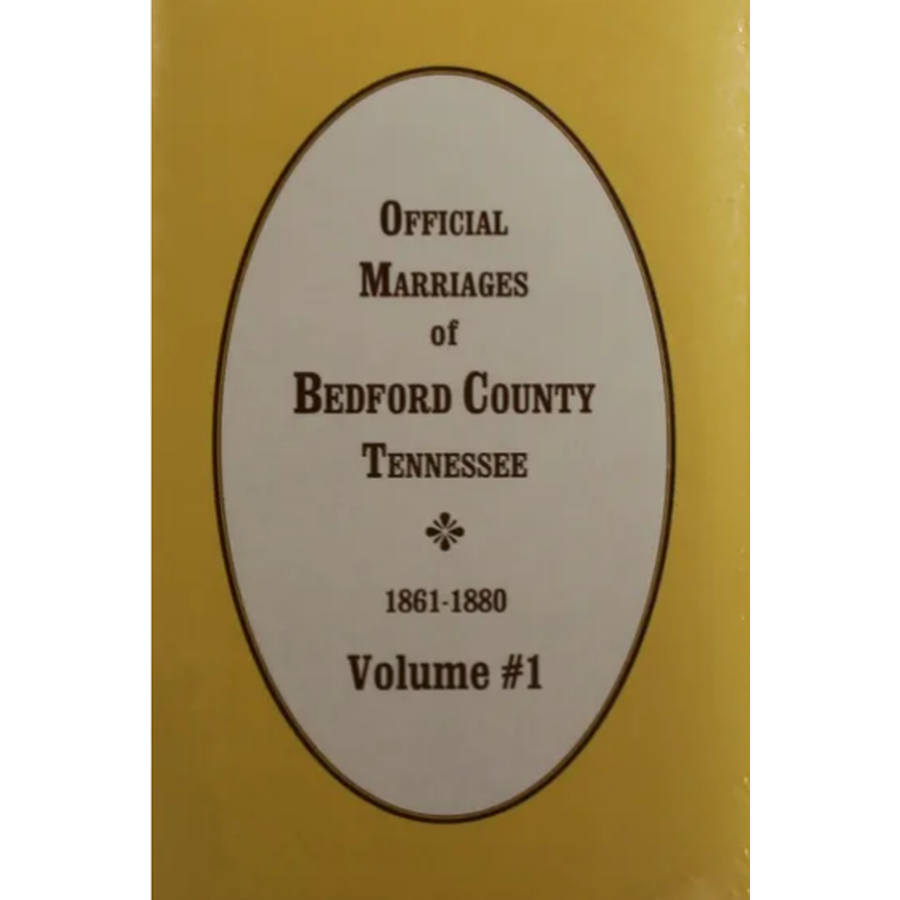 Official
Marriages
of
Bedford County
Tennessee
1861-1880
Volume #1